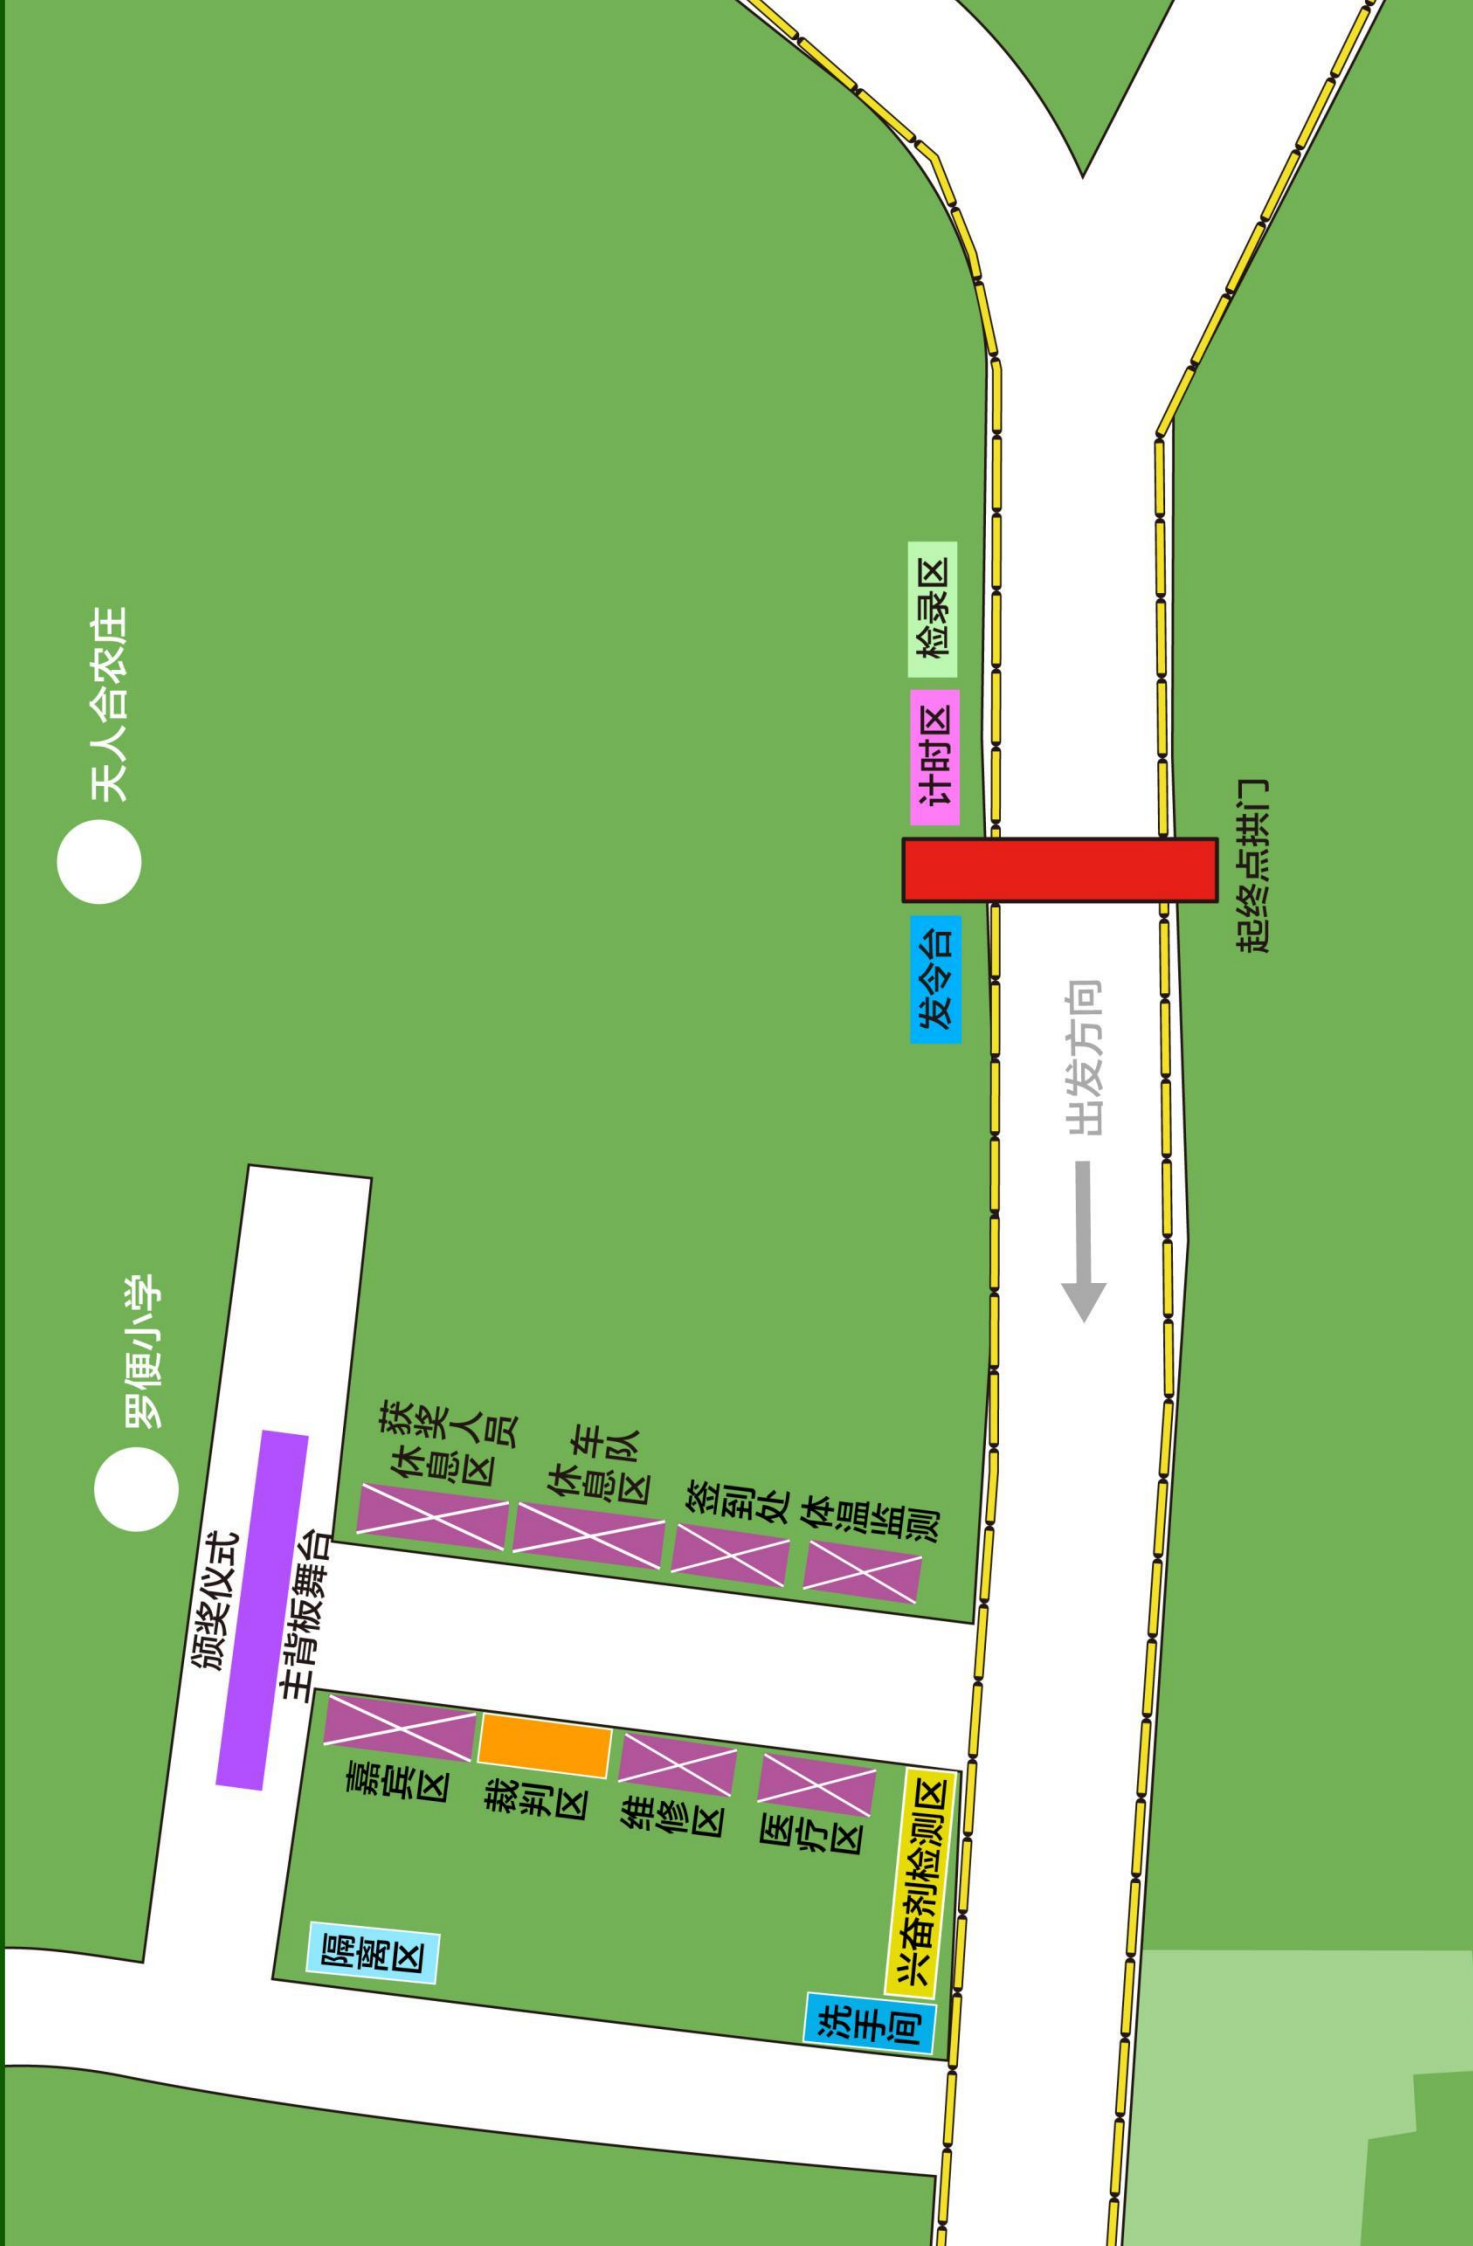 罗便小学
天人合农庄
颁奖仪式
主背板舞台
隔离区
嘉宾区
裁判区
维修区
医疗区
获奖人员
休息区
车队
休息区
签到处
体温监测
洗手间
兴奋剂检测区
发令台
计时区
检录区
出发方向
起终点拱门